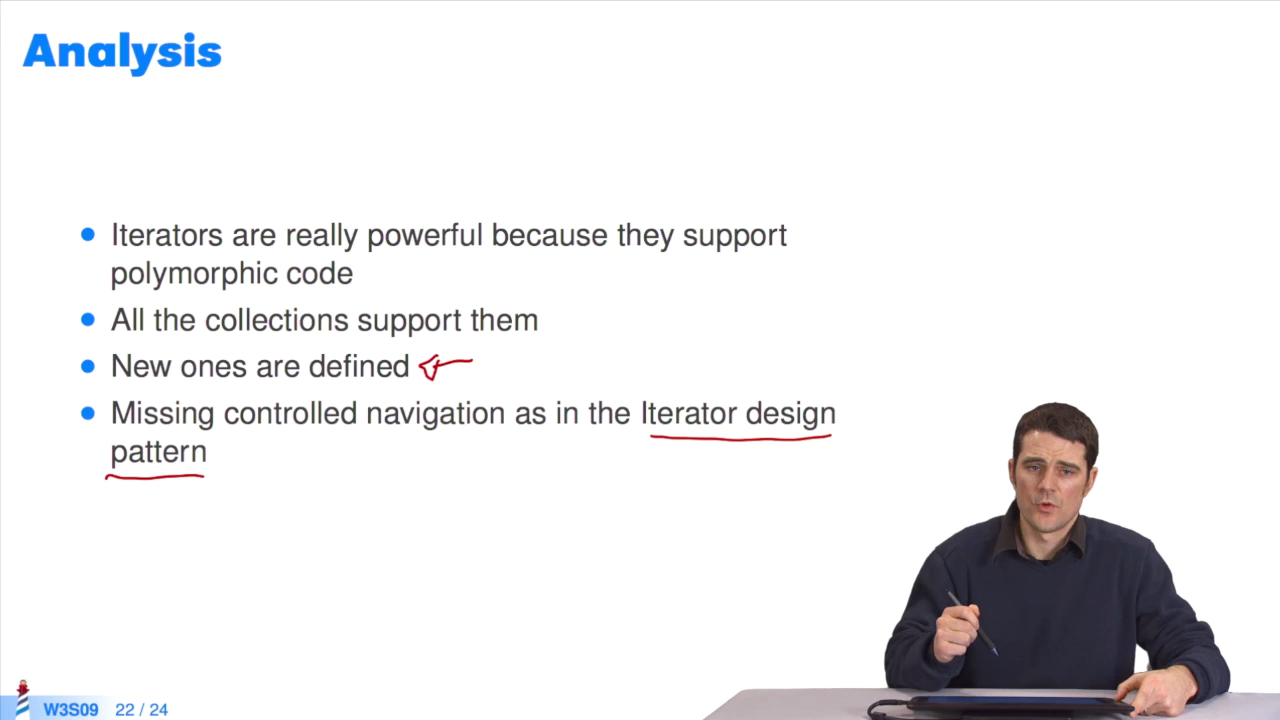 Analysis
Iterators are really powerful because they support
polymorphic code
All the collections support them
New ones are defined
Missing controlled navigation as in the Iterator design
pattern
W3S09 22 / 24